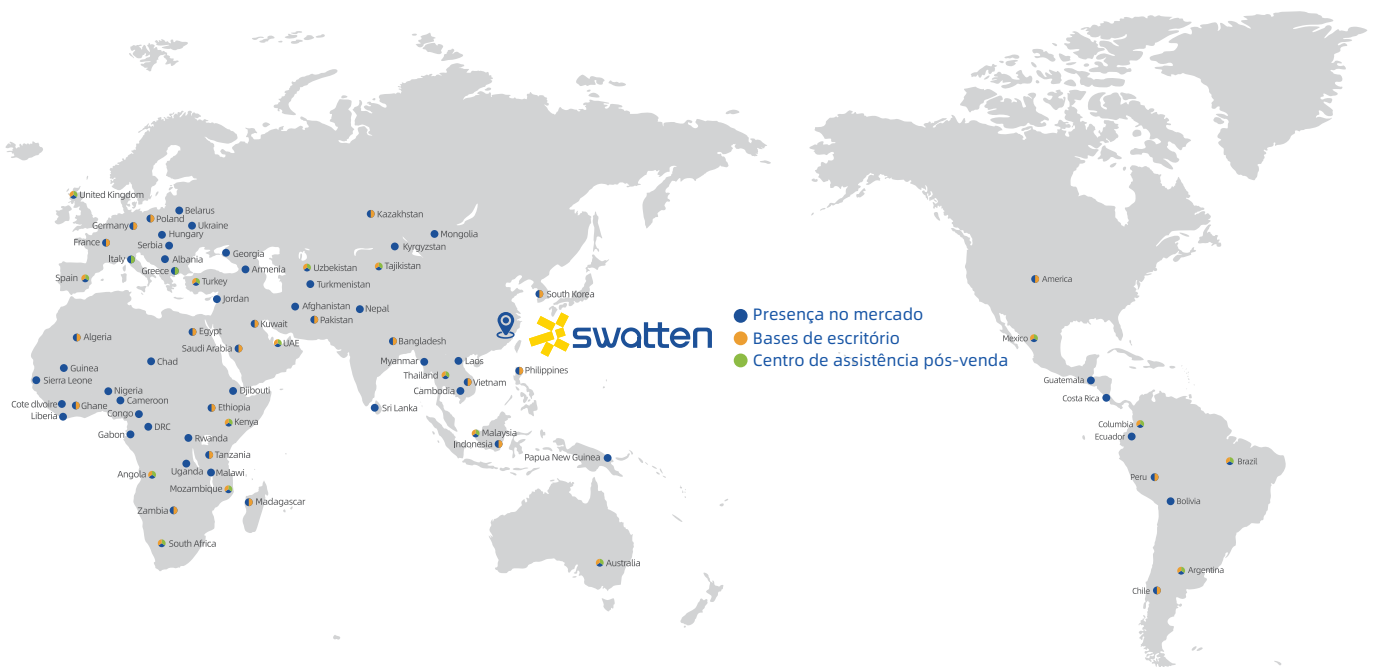 United Kingdom
Belarus
Poland
Germany
Ukraine
Hungary
France
Serbia
Italy
Albania
Georgia
Greece
Armenia
Spain
Turkey
Jordan
Kazakhstan
Mongolia
Kyrgyzstan
Uzbekistan
Tajikistan
Turkmenistan
Afghanistan
Nepal
Pakistan
South Korea
Algeria
Egypt
Kuwait
Saudi Arabia
UAE
Chad
Guinea
Sierra Leone
Nigeria
Djibouti
Cote dlvoire
Ghane
Cameroon
Ethiopia
Liberia
Congo
Kenya
DRC
Gabon
Rwanda
Tanzania
Uganda
Malawi
Angola
Mozambique
Madagascar
Zambia
South Africa
Bangladesh
Myanmar
Laos
Thailand
Vietnam
Cambodia
Philippines
Sri Lanka
Malaysia
Indonesia
Papua New Guinea
Australia
swatten
Presença no mercado
Bases de escritório
Centro de assistência pós-venda
America
Mexico
Guatemala
Costa Rica
Columbia
Ecuador
Brazil
Peru
Bolivia
Argentina
Chile